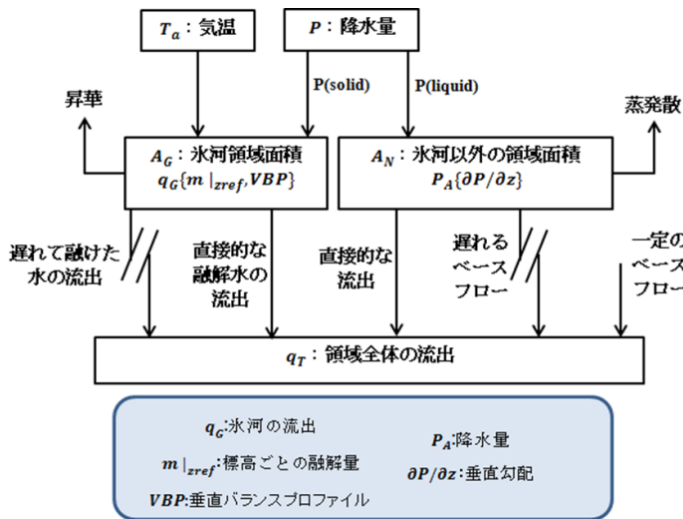 T_a：気温
P：降水量
P(solid)
P(liquid)
昇華
蒸発散
A_G：氷河領域面積
q_G{m |_zref,VBP}
A_N：氷河以外の領域面積
P_A{∂P/∂z}
遅れて融けた
水の流出
直接的な
融解水の
流出
直接的な
流出
遅れる
ベース
フロー
一定の
ベース
フロー
q_T：領域全体の流出
q_G:氷河の流出
P_A:降水量
m |_zref:標高ごとの融解量
∂P/∂z:垂直勾配
VBP:垂直バランスプロファイル